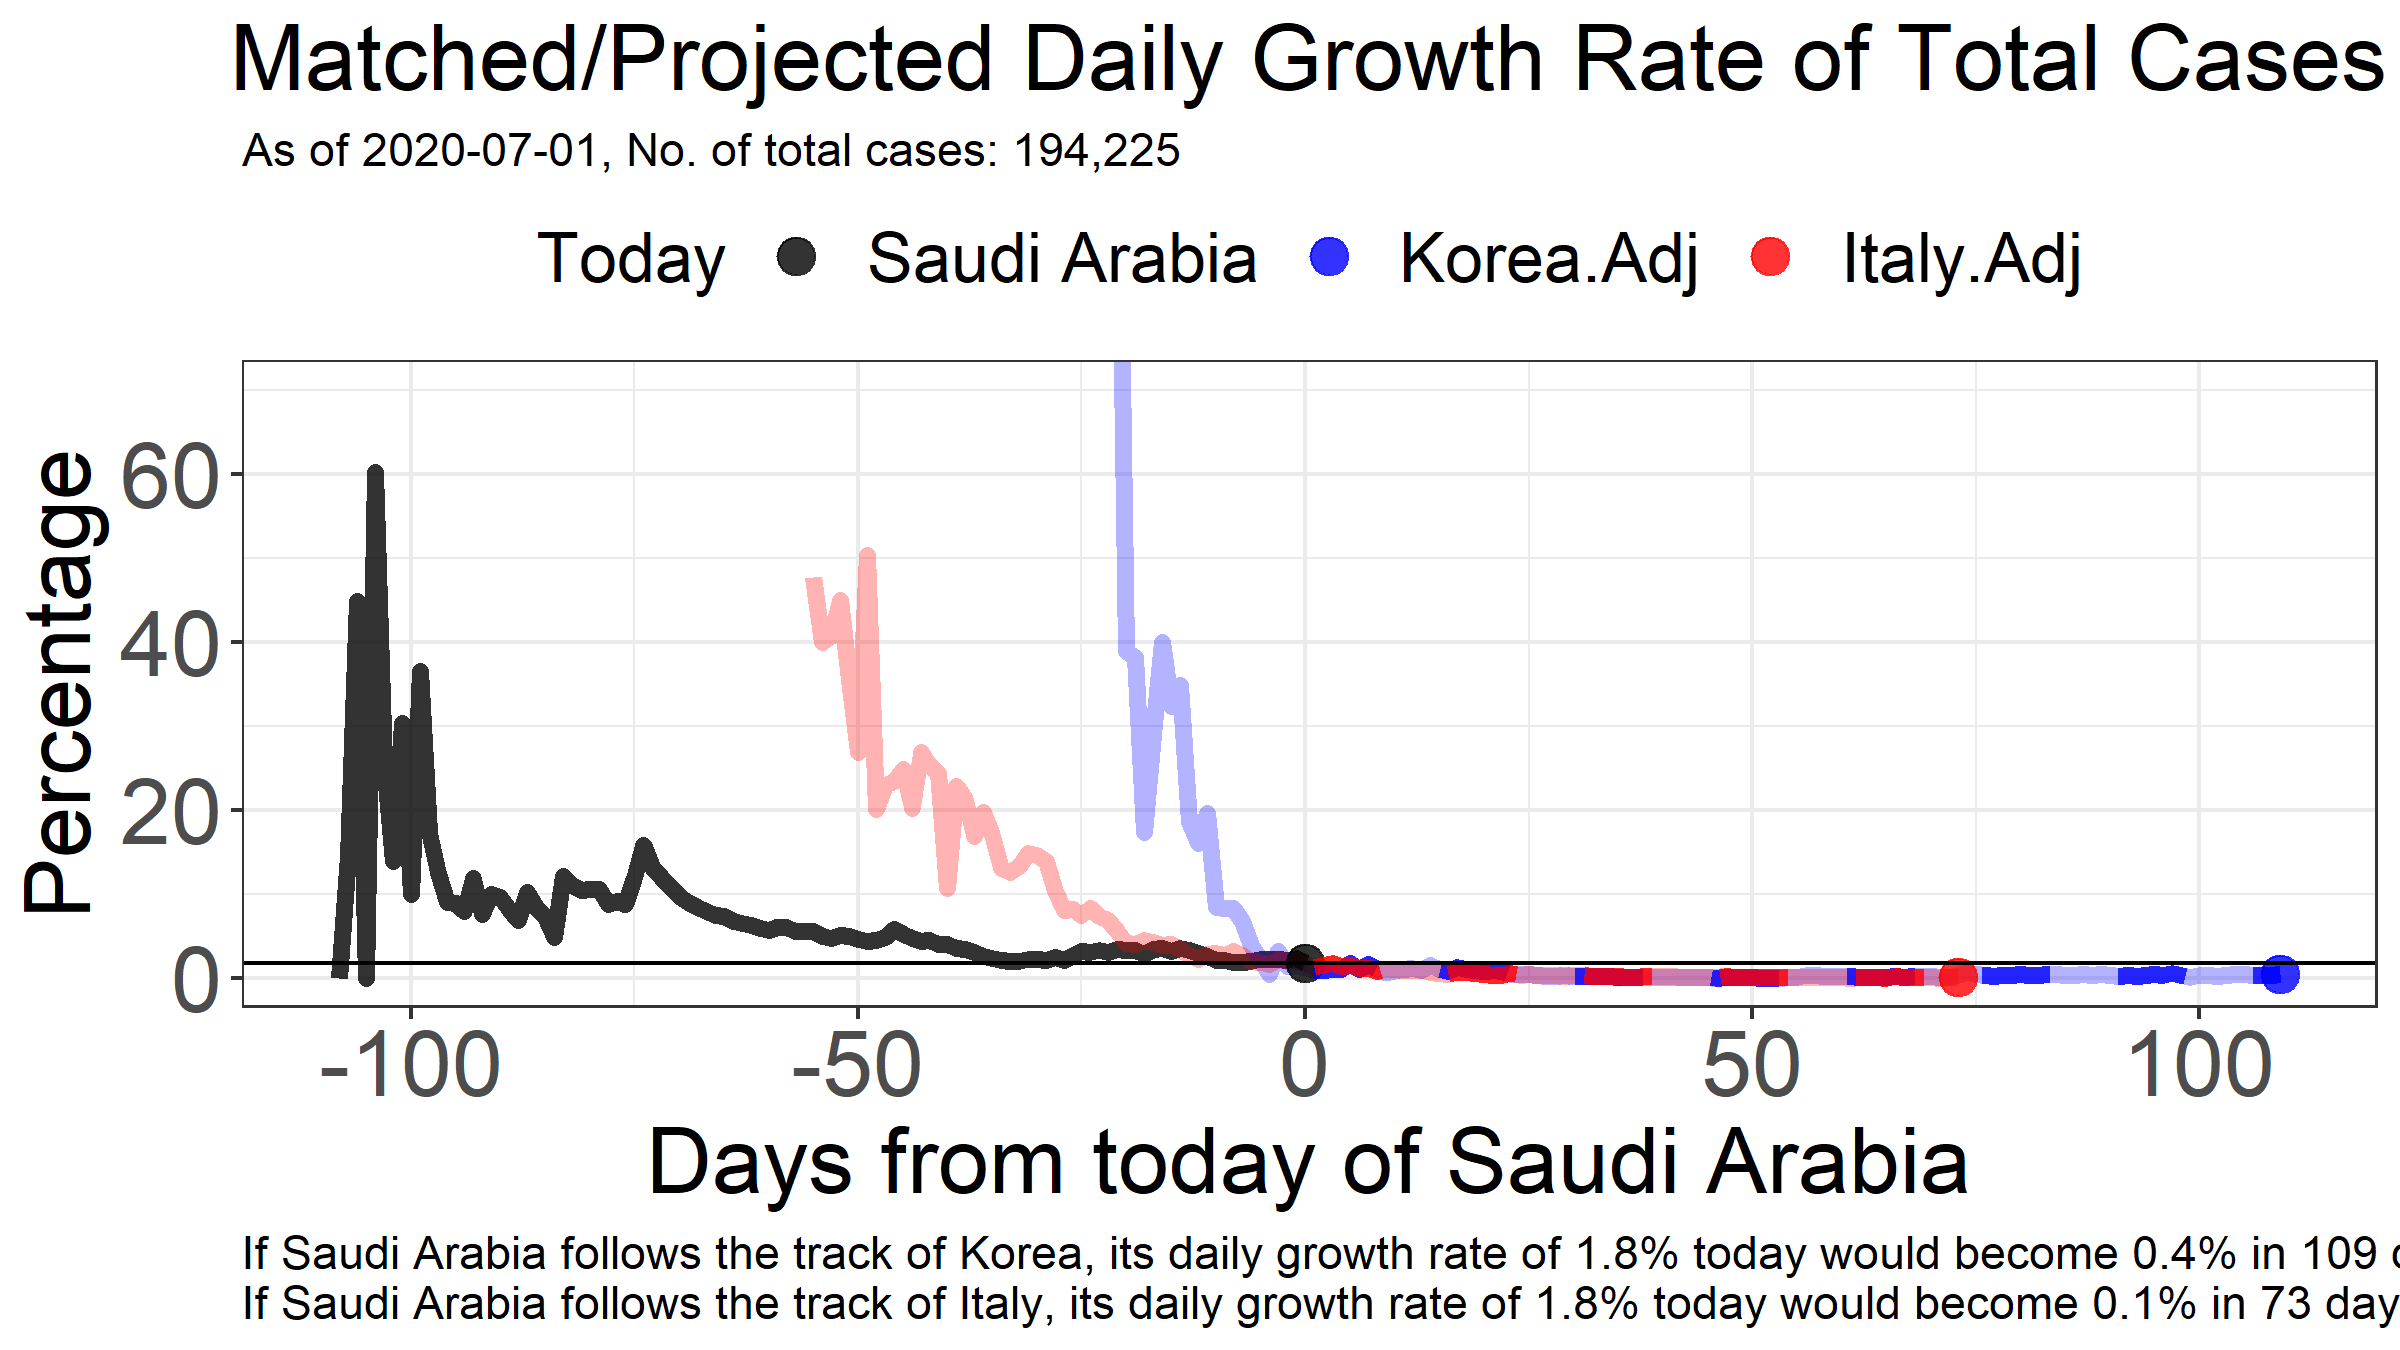 Matched/Projected Daily Growth Rate of Total Cases
As of 2020-07-01, No. of total cases: 194,225
Today Saudi Arabia Korea.Adj Italy.Adj
Percentage
60
40
20
0
-100 -50 0 50 100
Days from today of Saudi Arabia
If Saudi Arabia follows the track of Korea, its daily growth rate of 1.8% today would become 0.4% in 109
If Saudi Arabia follows the track of Italy, its daily growth rate of 1.8% today would become 0.1% in 73 day